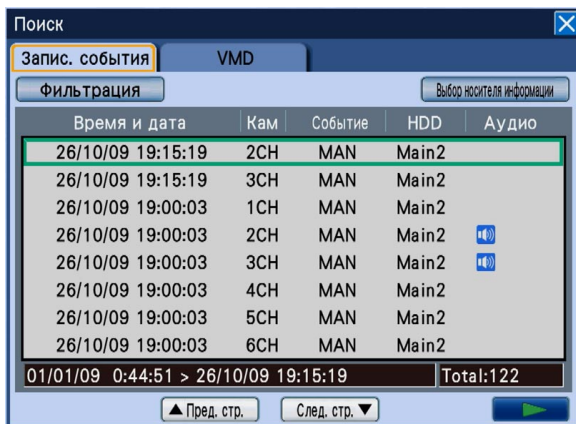 Поиск
Запис. события VMD
Фильтрация Выбор носителя информации
Время и дата Кам Событие HDD Аудио
26/10/09 19:15:19 2CH MAN Main2
26/10/09 19:15:19 3CH MAN Main2
26/10/09 19:00:03 1CH MAN Main2
26/10/09 19:00:03 2CH MAN Main2
26/10/09 19:00:03 3CH MAN Main2
26/10/09 19:00:03 4CH MAN Main2
26/10/09 19:00:03 5CH MAN Main2
26/10/09 19:00:03 6CH MAN Main2
01/01/09 0:44:51 > 26/10/09 19:15:19 Total:122
▲ Пред. стр. След. стр. ▼